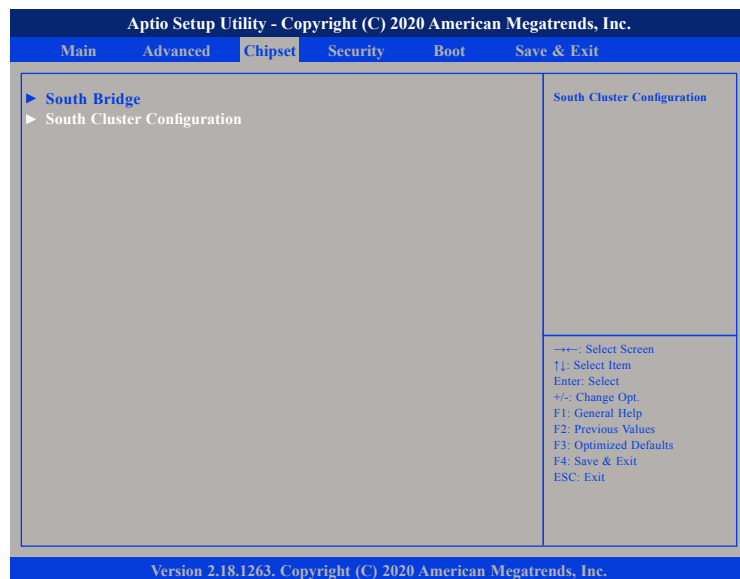 Aptio Setup Utility - Copyright (C) 2020 American Megatrends, Inc.
Main Advanced Chipset Security Boot Save & Exit
► South Bridge
► South Cluster Configuration
South Cluster Configuration
→←: Select Screen
↑↓: Select Item
Enter: Select
+/-: Change Opt.
F1: General Help
F2: Previous Values
F3: Optimized Defaults
F4: Save & Exit
ESC: Exit
Version 2.18.1263. Copyright (C) 2020 American Megatrends, Inc.